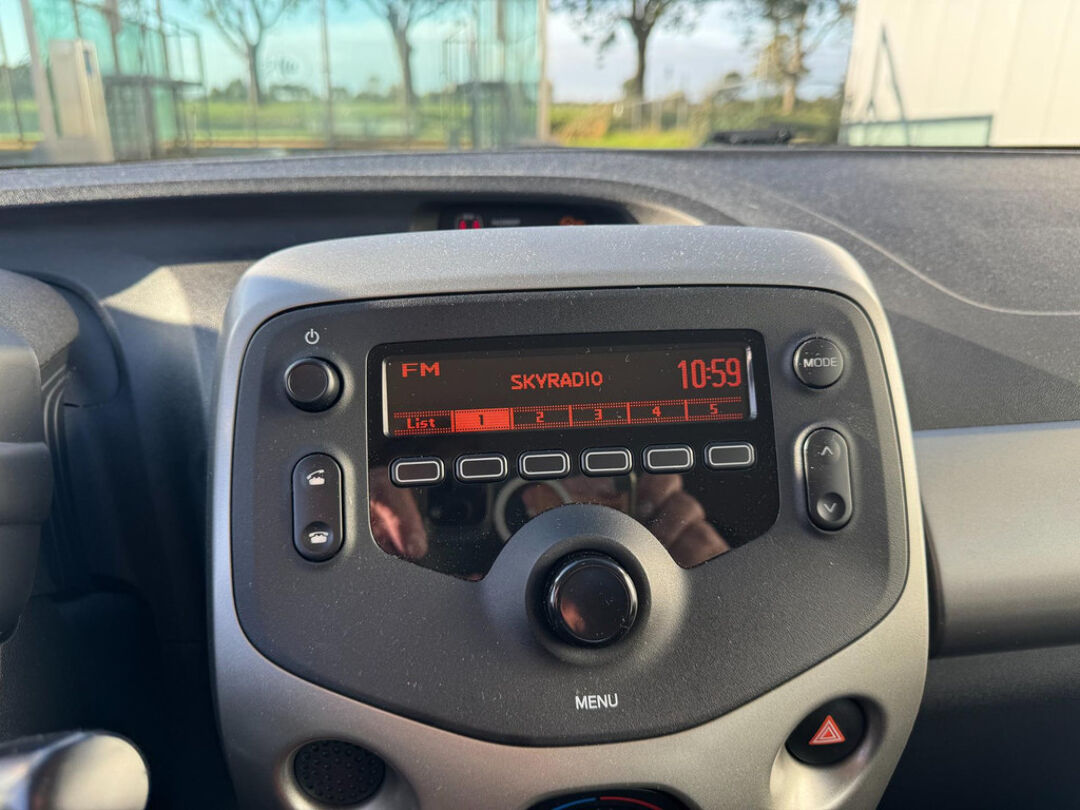 FM
SKYRADIO
10:59
MODE
List 1 2 3 4 5
MENU